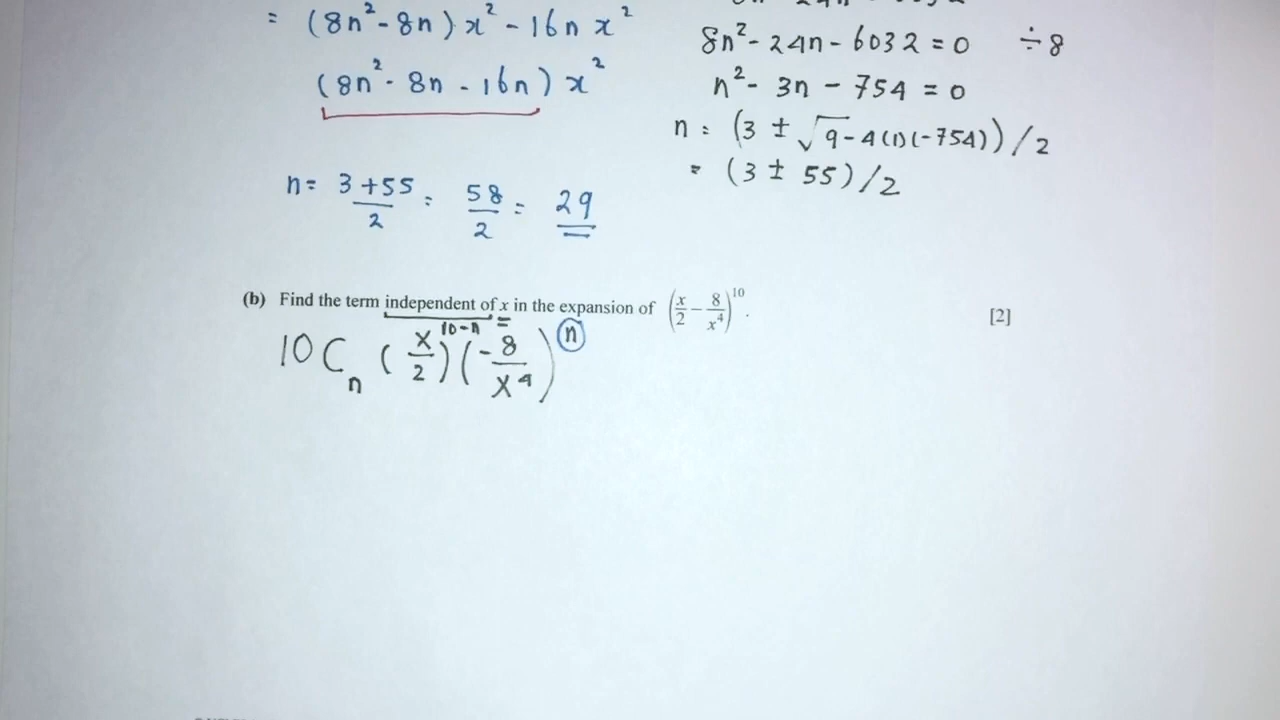 = (8n² - 8n) x² - 16n x²
(8n² - 8n - 16n) x²
8n² - 24n - 6032 = 0 ÷ 8
n² - 3n - 754 = 0
n = (3 ± √9 - 4(1)(-754)) / 2
= (3 ± 55) / 2
n = 3 + 55 / 2 = 58 / 2 = 29
(b) Find the term independent of x in the expansion of (x/2 - 8/x⁴)¹⁰. [2]
10Cₙ (x/2)¹⁰⁻ⁿ (-8/x⁴)ⁿ